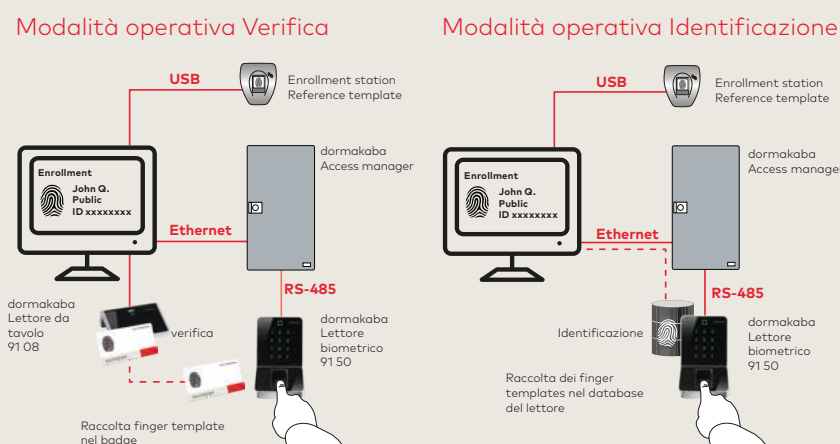 Modalità operativa Verifica
USB
Enrollment station
Reference template
dormakaba
Access manager
Enrollment
John Q.
Public
ID xxxxxxxx
Ethernet
RS-485
dormakaba
Lettore da
tavolo
91 08
verifica
dormakaba
Lettore
biometrico
91 50
Raccolta finger template
nel badge
Modalità operativa Identificazione
USB
Enrollment station
Reference template
dormakaba
Access manager
Enrollment
John Q.
Public
ID xxxxxxxx
Ethernet
RS-485
Identificazione
dormakaba
Lettore
biometrico
91 50
Raccolta dei finger
templates nel database
del lettore